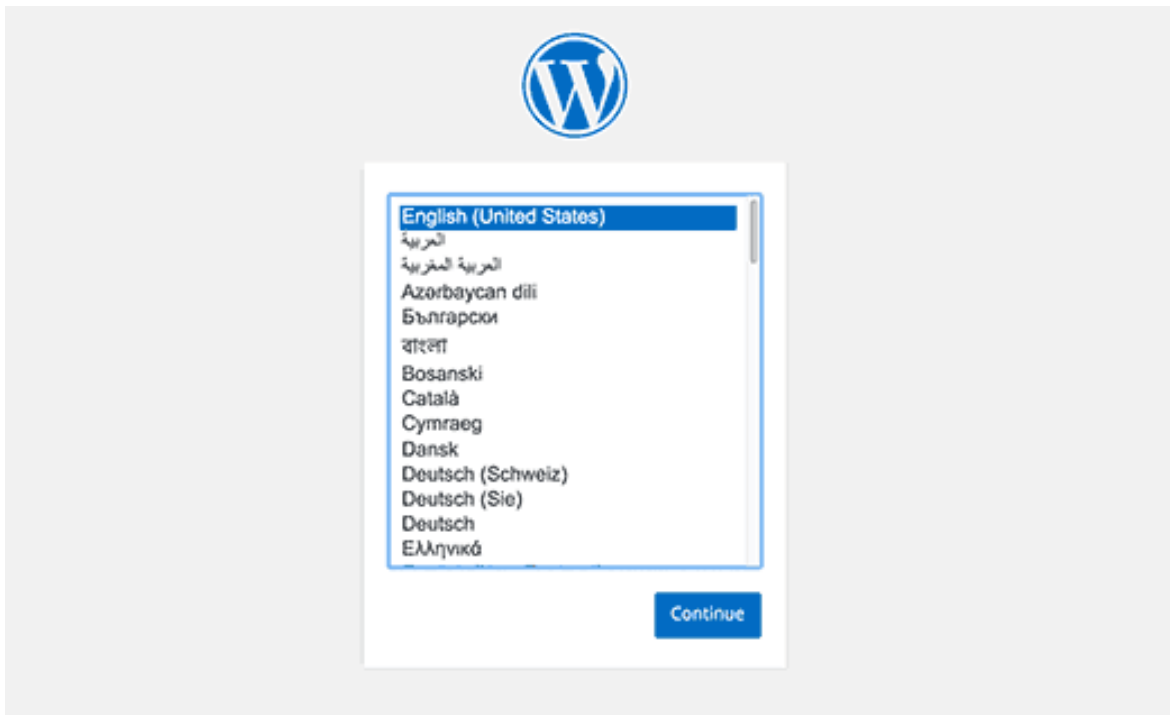 English (United States)
العربية
العربية المغربية
Azərbaycan dili
Български
বাংলা
Bosanski
Català
Cymraeg
Dansk
Deutsch (Schweiz)
Deutsch (Sie)
Deutsch
Ελληνικά
Continue